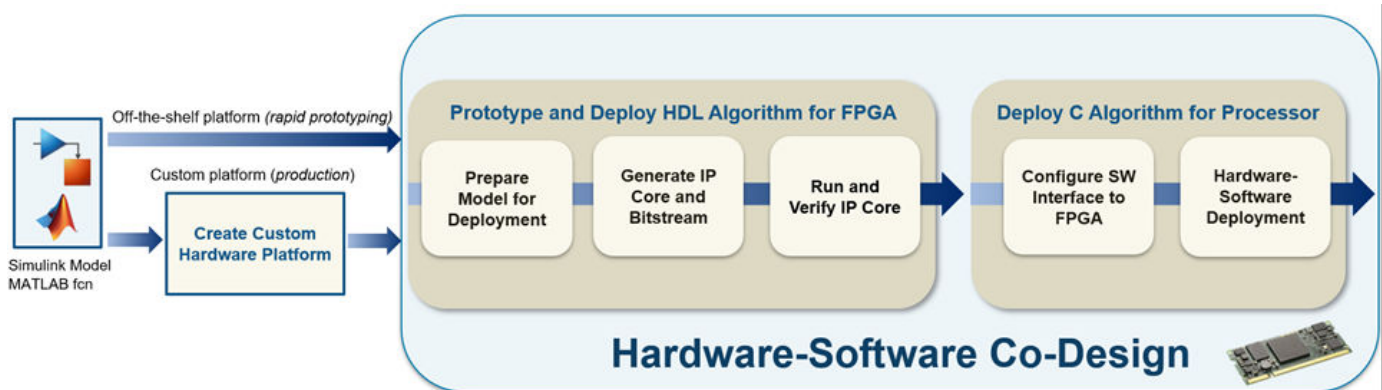 Off-the-shelf platform (rapid prototyping)
Custom platform (production)
Simulink Model
MATLAB fcn
Create Custom
Hardware Platform
Prototype and Deploy HDL Algorithm for FPGA
Prepare
Model for
Deployment
Generate IP
Core and
Bitstream
Run and
Verify IP Core
Deploy C Algorithm for Processor
Configure SW
Interface to
FPGA
Hardware-
Software
Deployment
Hardware-Software Co-Design